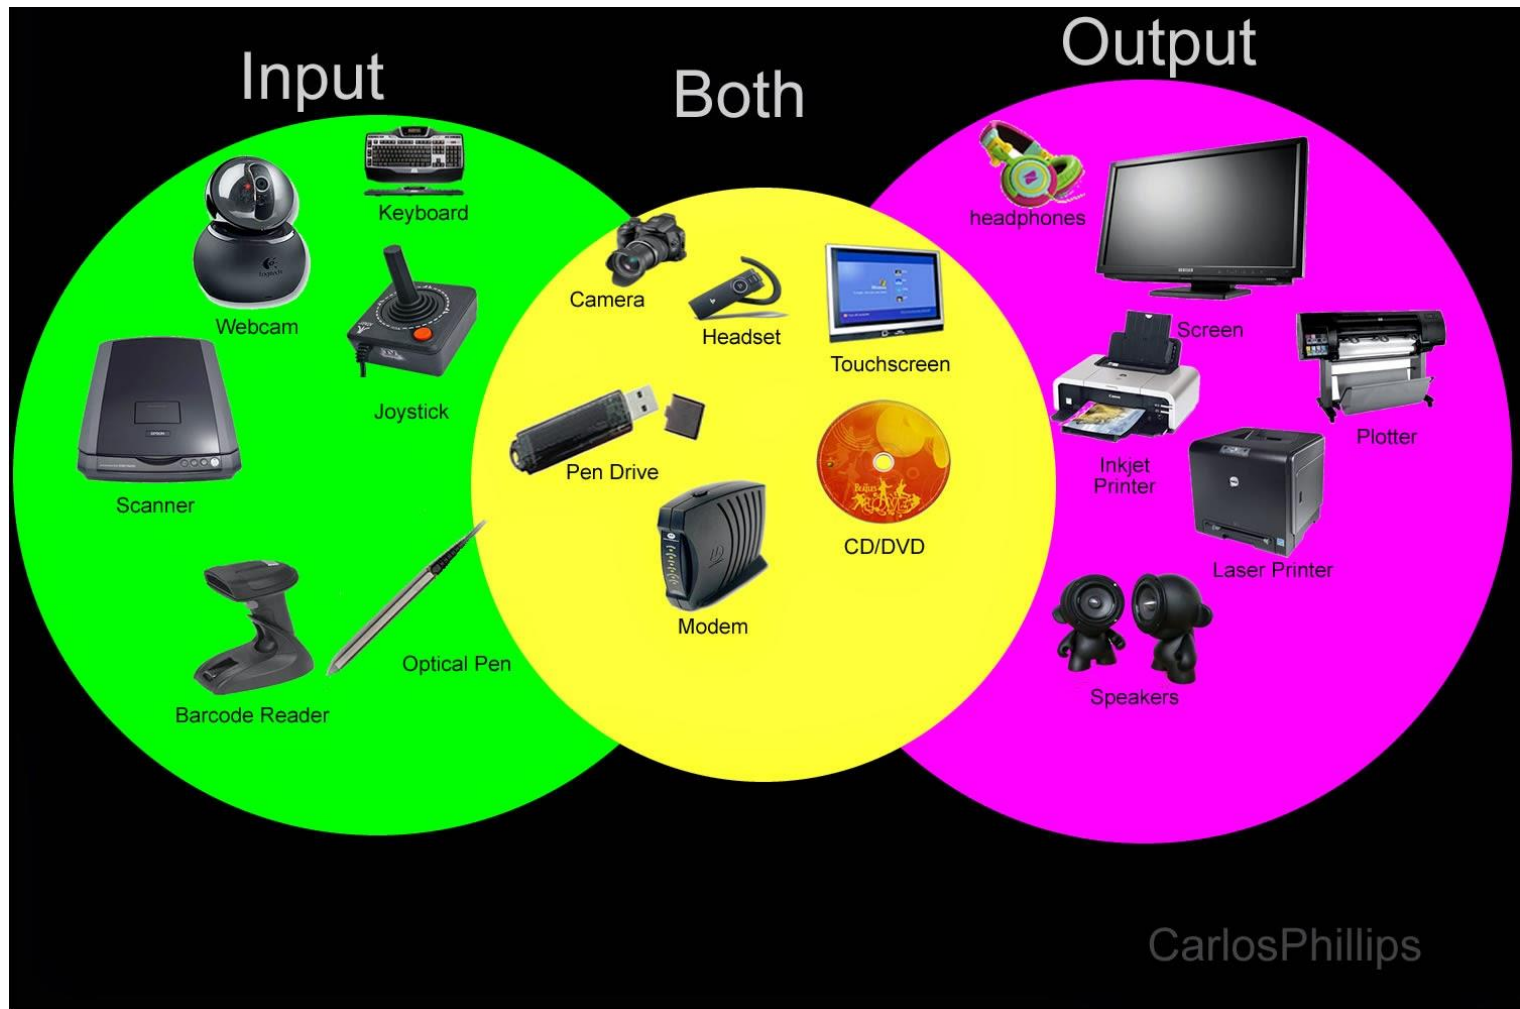 Input
Both
Output
Keyboard
Webcam
Joystick
Scanner
Barcode Reader
Optical Pen
Camera
Headset
Touchscreen
Pen Drive
CD/DVD
Modem
headphones
Screen
Plotter
Inkjet
Printer
Laser Printer
Speakers
CarlosPhillips